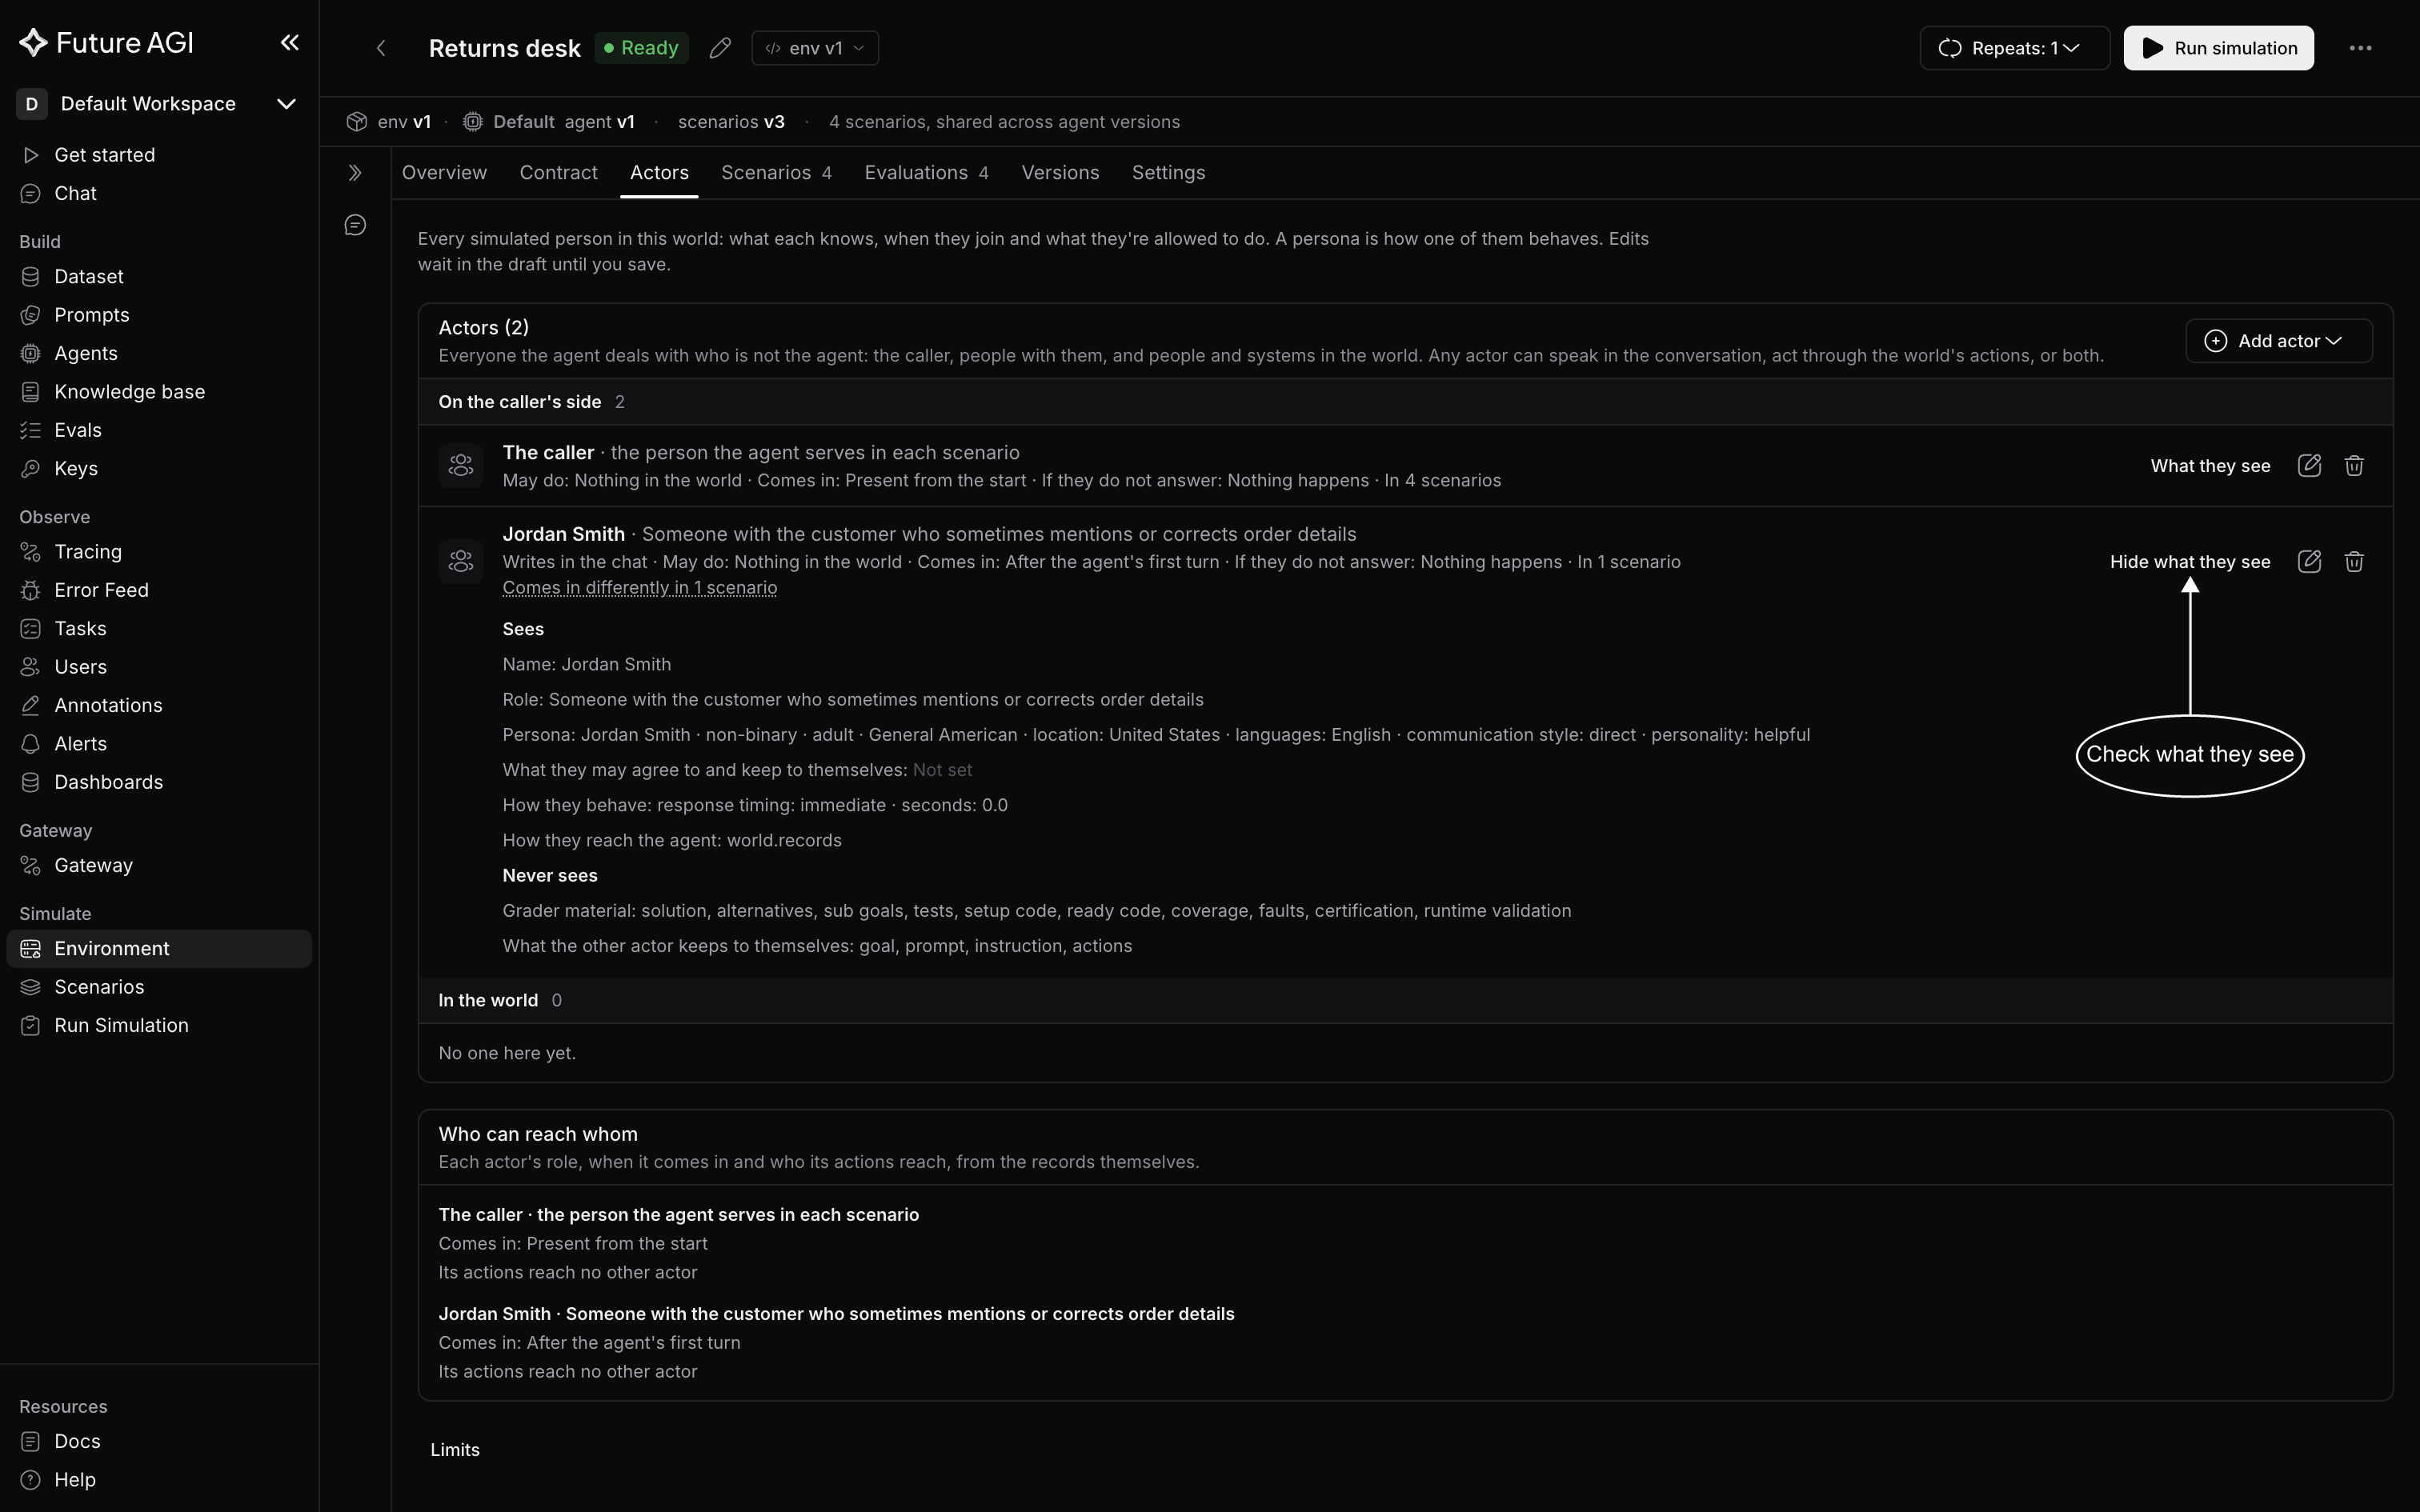 Future AGI
D Default Workspace
Get started
Chat
Build
Dataset
Prompts
Agents
Knowledge base
Evals
Keys
Observe
Tracing
Error Feed
Tasks
Users
Annotations
Alerts
Dashboards
Gateway
Gateway
Simulate
Environment
Scenarios
Run Simulation
Resources
Docs
Help
Returns desk Ready env v1 Repeats: 1 Run simulation
env v1 · Default agent v1 · scenarios v3 · 4 scenarios, shared across agent versions
Overview Contract Actors Scenarios 4 Evaluations 4 Versions Settings
Every simulated person in this world: what each knows, when they join and what they're allowed to do. A persona is how one of them behaves. Edits
wait in the draft until you save.
Actors (2)
Everyone the agent deals with who is not the agent: the caller, people with them, and people and systems in the world. Any actor can speak in the conversation, act through the world's actions, or both.
Add actor
On the caller's side 2
The caller · the person the agent serves in each scenario
May do: Nothing in the world · Comes in: Present from the start · If they do not answer: Nothing happens · In 4 scenarios
What they see
Jordan Smith · Someone with the customer who sometimes mentions or corrects order details
Writes in the chat · May do: Nothing in the world · Comes in: After the agent's first turn · If they do not answer: Nothing happens · In 1 scenario
Comes in differently in 1 scenario
Hide what they see
Sees
Name: Jordan Smith
Role: Someone with the customer who sometimes mentions or corrects order details
Persona: Jordan Smith · non-binary · adult · General American · location: United States · languages: English · communication style: direct · personality: helpful
Check what they see
What they may agree to and keep to themselves: Not set
How they behave: response timing: immediate · seconds: 0.0
How they reach the agent: world.records
Never sees
Grader material: solution, alternatives, sub goals, tests, setup code, ready code, coverage, faults, certification, runtime validation
What the other actor keeps to themselves: goal, prompt, instruction, actions
In the world 0
No one here yet.
Who can reach whom
Each actor's role, when it comes in and who its actions reach, from the records themselves.
The caller · the person the agent serves in each scenario
Comes in: Present from the start
Its actions reach no other actor
Jordan Smith · Someone with the customer who sometimes mentions or corrects order details
Comes in: After the agent's first turn
Its actions reach no other actor
Limits